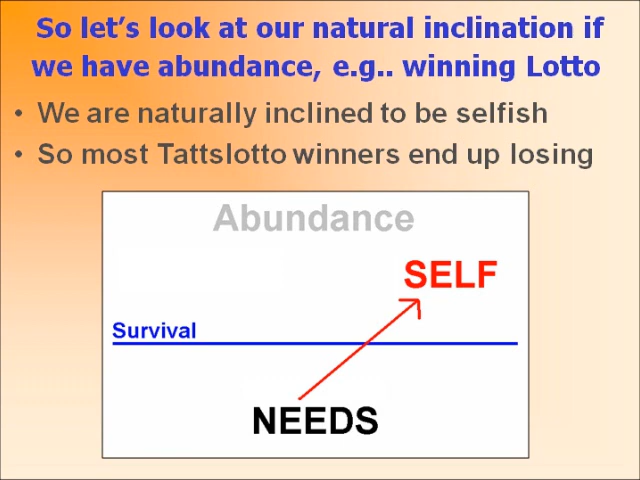 So let’s look at our natural inclination if
we have abundance, e.g.. winning Lotto
• We are naturally inclined to be selfish
• So most Tattslotto winners end up losing
Abundance
SELF
Survival
NEEDS